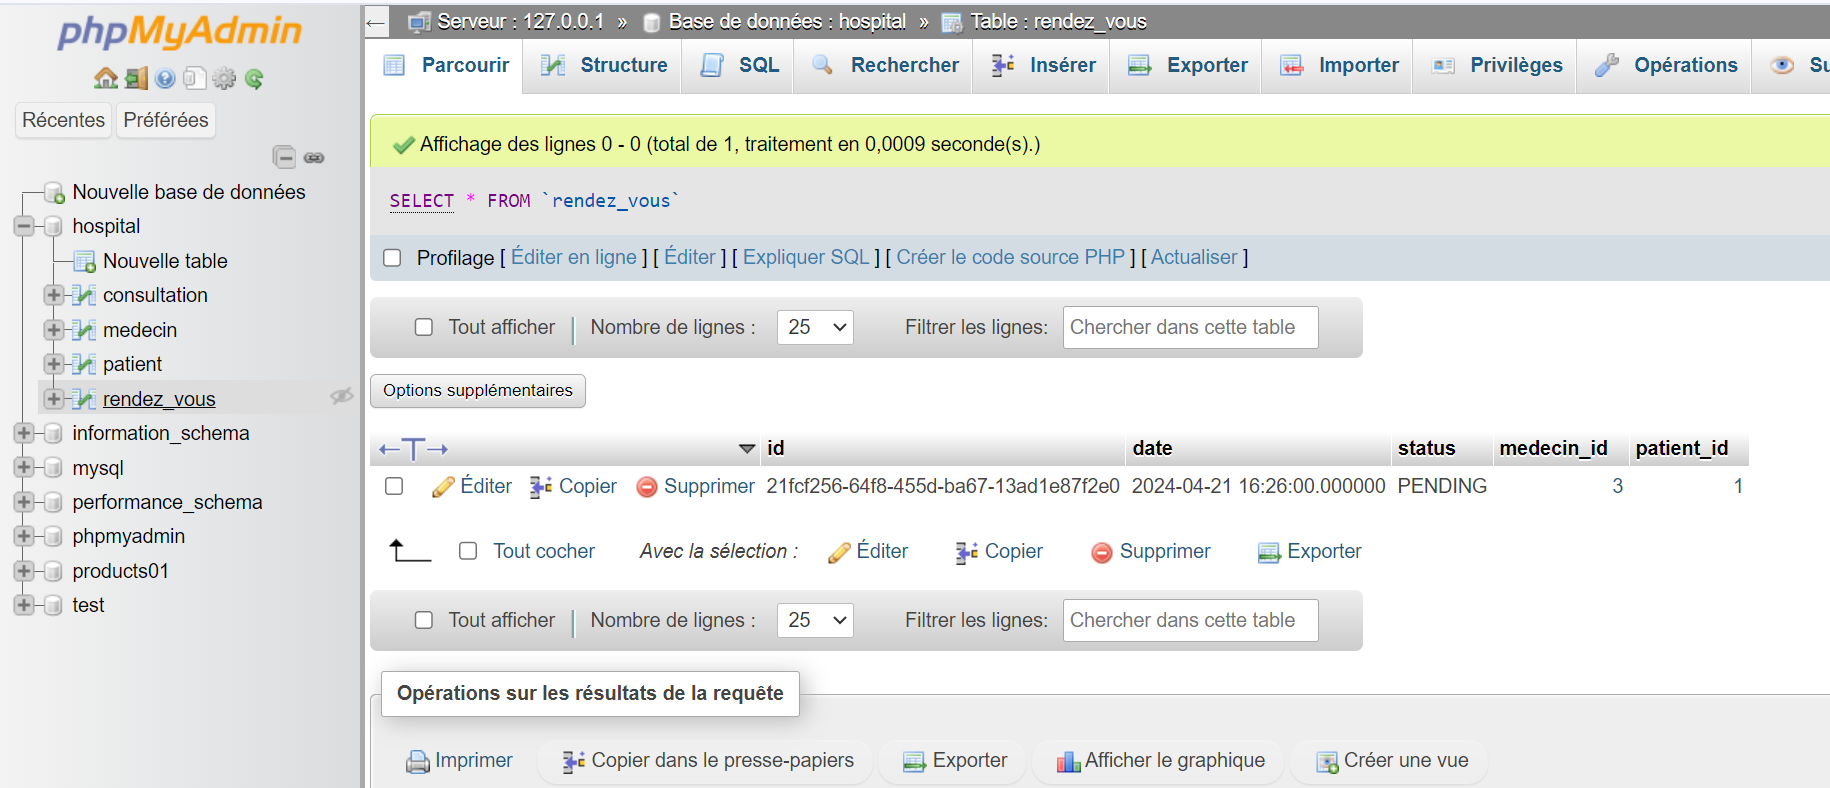 phpMyAdmin
Récentes
Préférées
Nouvelle base de données
hospital
Nouvelle table
consultation
medecin
patient
rendez_vous
information_schema
mysql
performance_schema
phpmyadmin
products01
test
Serveur : 127.0.0.1 » Base de données : hospital » Table : rendez_vous
Parcourir Structure SQL Rechercher Insérer Exporter Importer Privilèges Opérations Su
Affichage des lignes 0 - 0 (total de 1, traitement en 0,0009 seconde(s).)
SELECT * FROM `rendez_vous`
Profilage [ Éditer en ligne ] [ Éditer ] [ Expliquer SQL ] [ Créer le code source PHP ] [ Actualiser ]
Tout afficher Nombre de lignes : 25 Filtrer les lignes: Chercher dans cette table
Options supplémentaires
←T→ id date status medecin_id patient_id
Éditer Copier Supprimer 21fcf256-64f8-455d-ba67-13ad1e87f2e0 2024-04-21 16:26:00.000000 PENDING 3 1
Tout cocher Avec la sélection : Éditer Copier Supprimer Exporter
Tout afficher Nombre de lignes : 25 Filtrer les lignes: Chercher dans cette table
Opérations sur les résultats de la requête
Imprimer Copier dans le presse-papiers Exporter Afficher le graphique Créer une vue